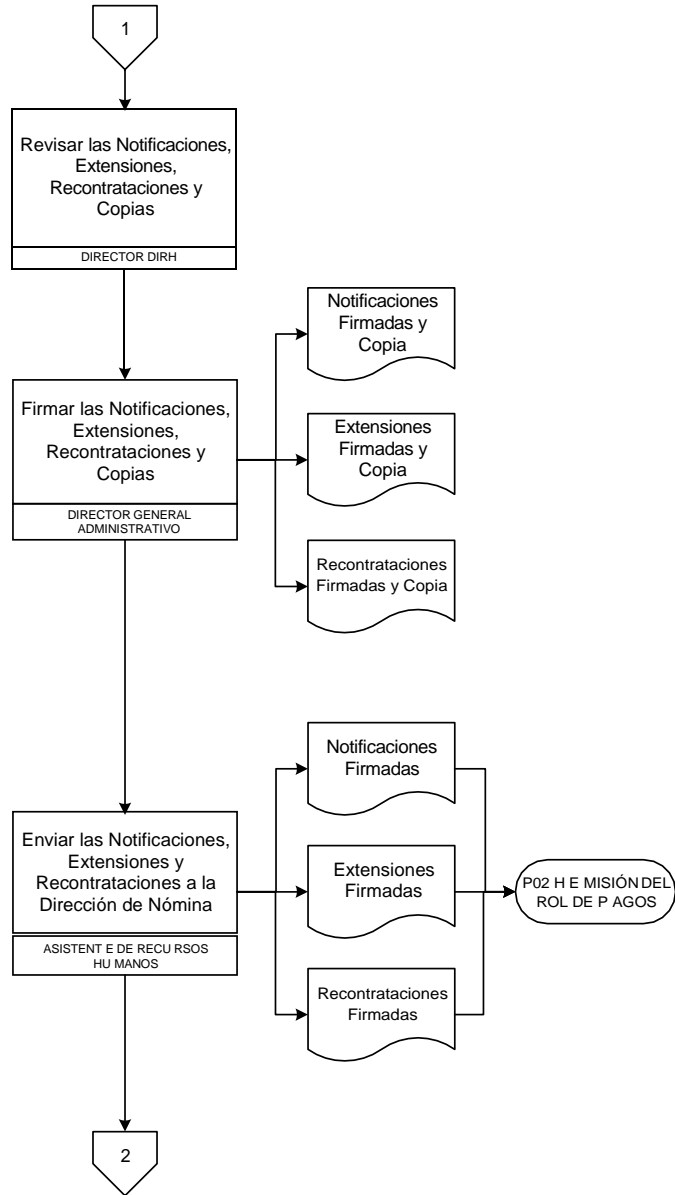 1
Revisar las Notificaciones,
Extensiones,
Recontrataciones y
Copias
DIRECTOR DIRH
Firmar las Notificaciones,
Extensiones,
Recontrataciones y
Copias
DIRECTOR GENERAL
ADMINISTRATIVO
Notificaciones
Firmadas y
Copia
Extensiones
Firmadas y
Copia
Recontrataciones
Firmadas y Copia
Enviar las Notificaciones,
Extensiones y
Recontrataciones a la
Dirección de Nómina
ASISTENT E DE RECU RSOS
HU MANOS
Notificaciones
Firmadas
Extensiones
Firmadas
Recontrataciones
Firmadas
P02 H E MISIÓN DEL
ROL DE P AGOS
2